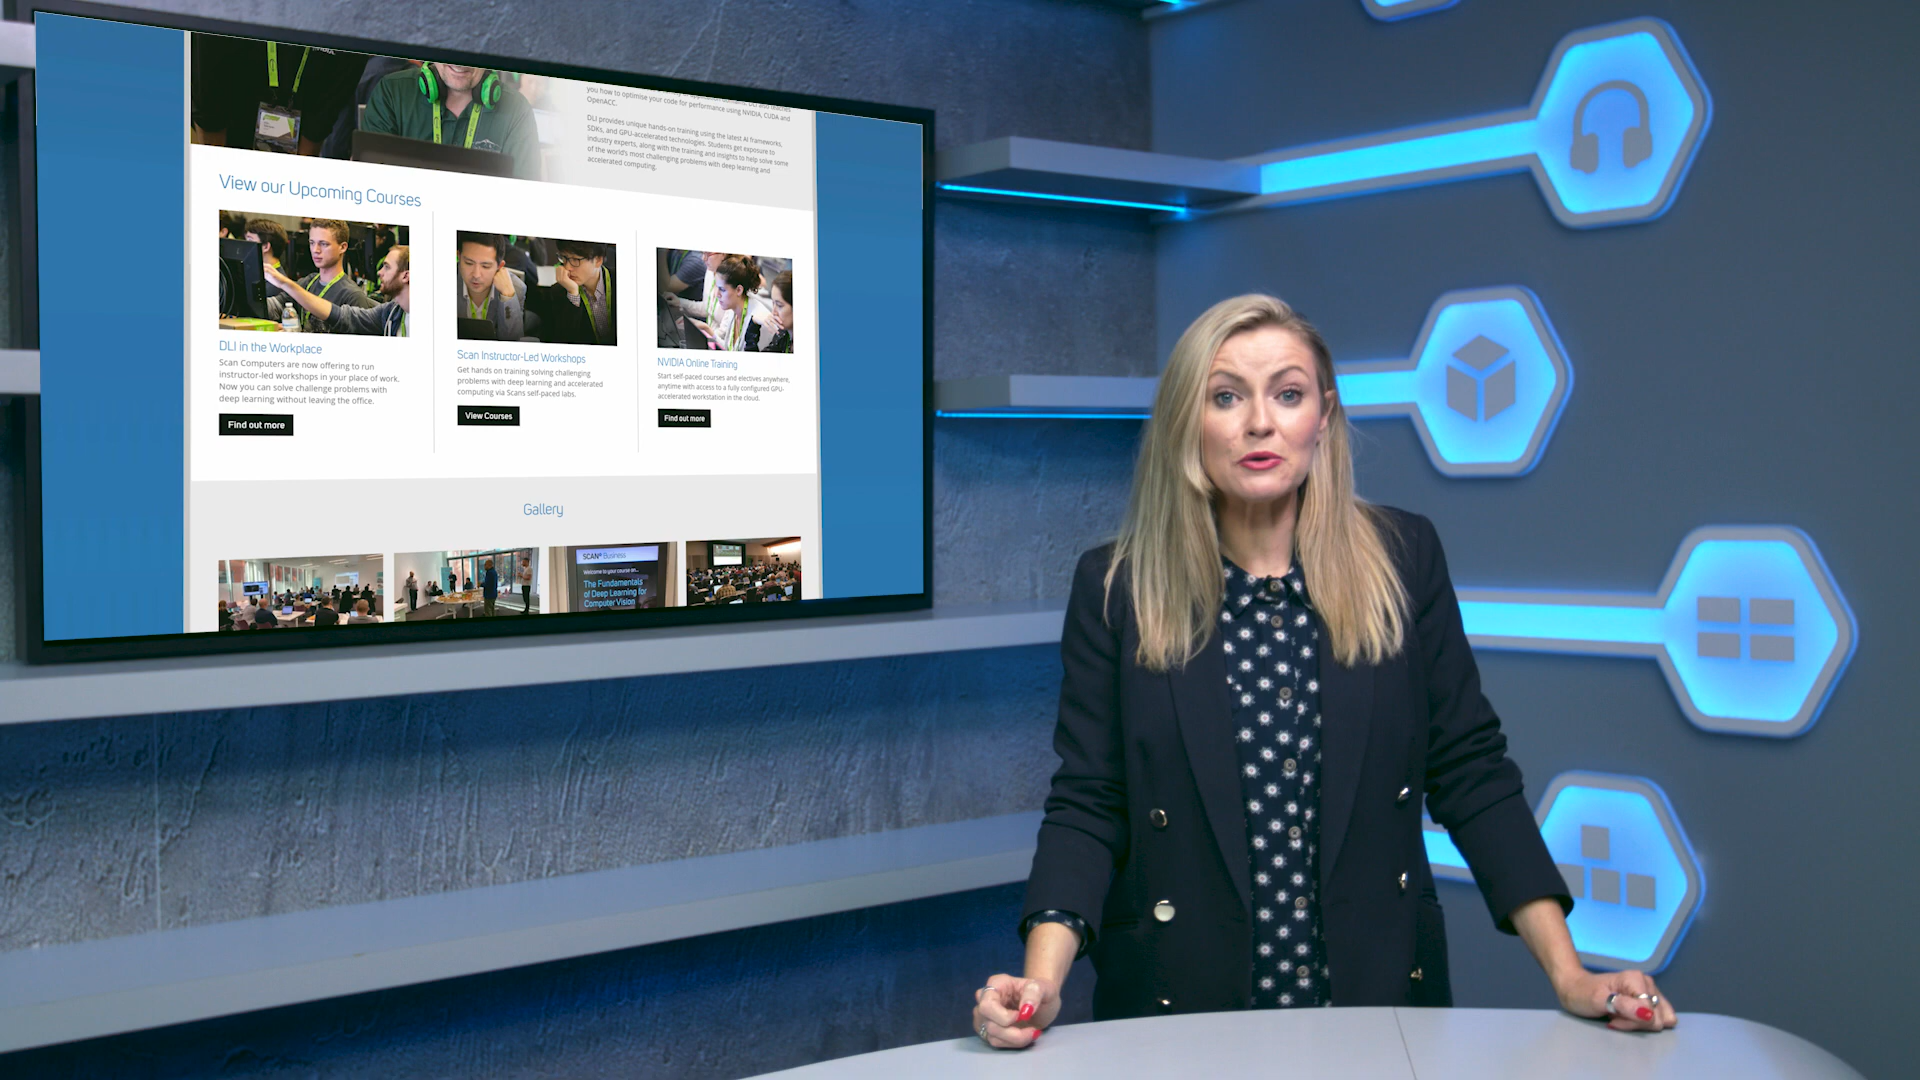 you how to optimise your code for performance using NVIDIA, CUDA and
OpenACC.
DLI provides unique hands-on training using the latest AI frameworks,
SDKs, and GPU-accelerated technologies. Students get exposure to
industry experts, along with the training and insights to help solve some
of the world's most challenging problems with deep learning and
accelerated computing.
View our Upcoming Courses
DLI in the Workplace
Scan Computers are now offering to run
instructor-led workshops in your place of work.
Now you can solve challenge problems with
deep learning without leaving the office.
Find out more
Scan Instructor-Led Workshops
Get hands on training solving challenging
problems with deep learning and accelerated
computing via Scans self-paced labs.
View Courses
NVIDIA Online Training
Start self-paced courses and electives anywhere,
anytime with access to a fully configured GPU-
accelerated workstation in the cloud.
Find out more
Gallery
SCAN Business
Welcome to your course on...
The Fundamentals
of Deep Learning for
Computer Vision